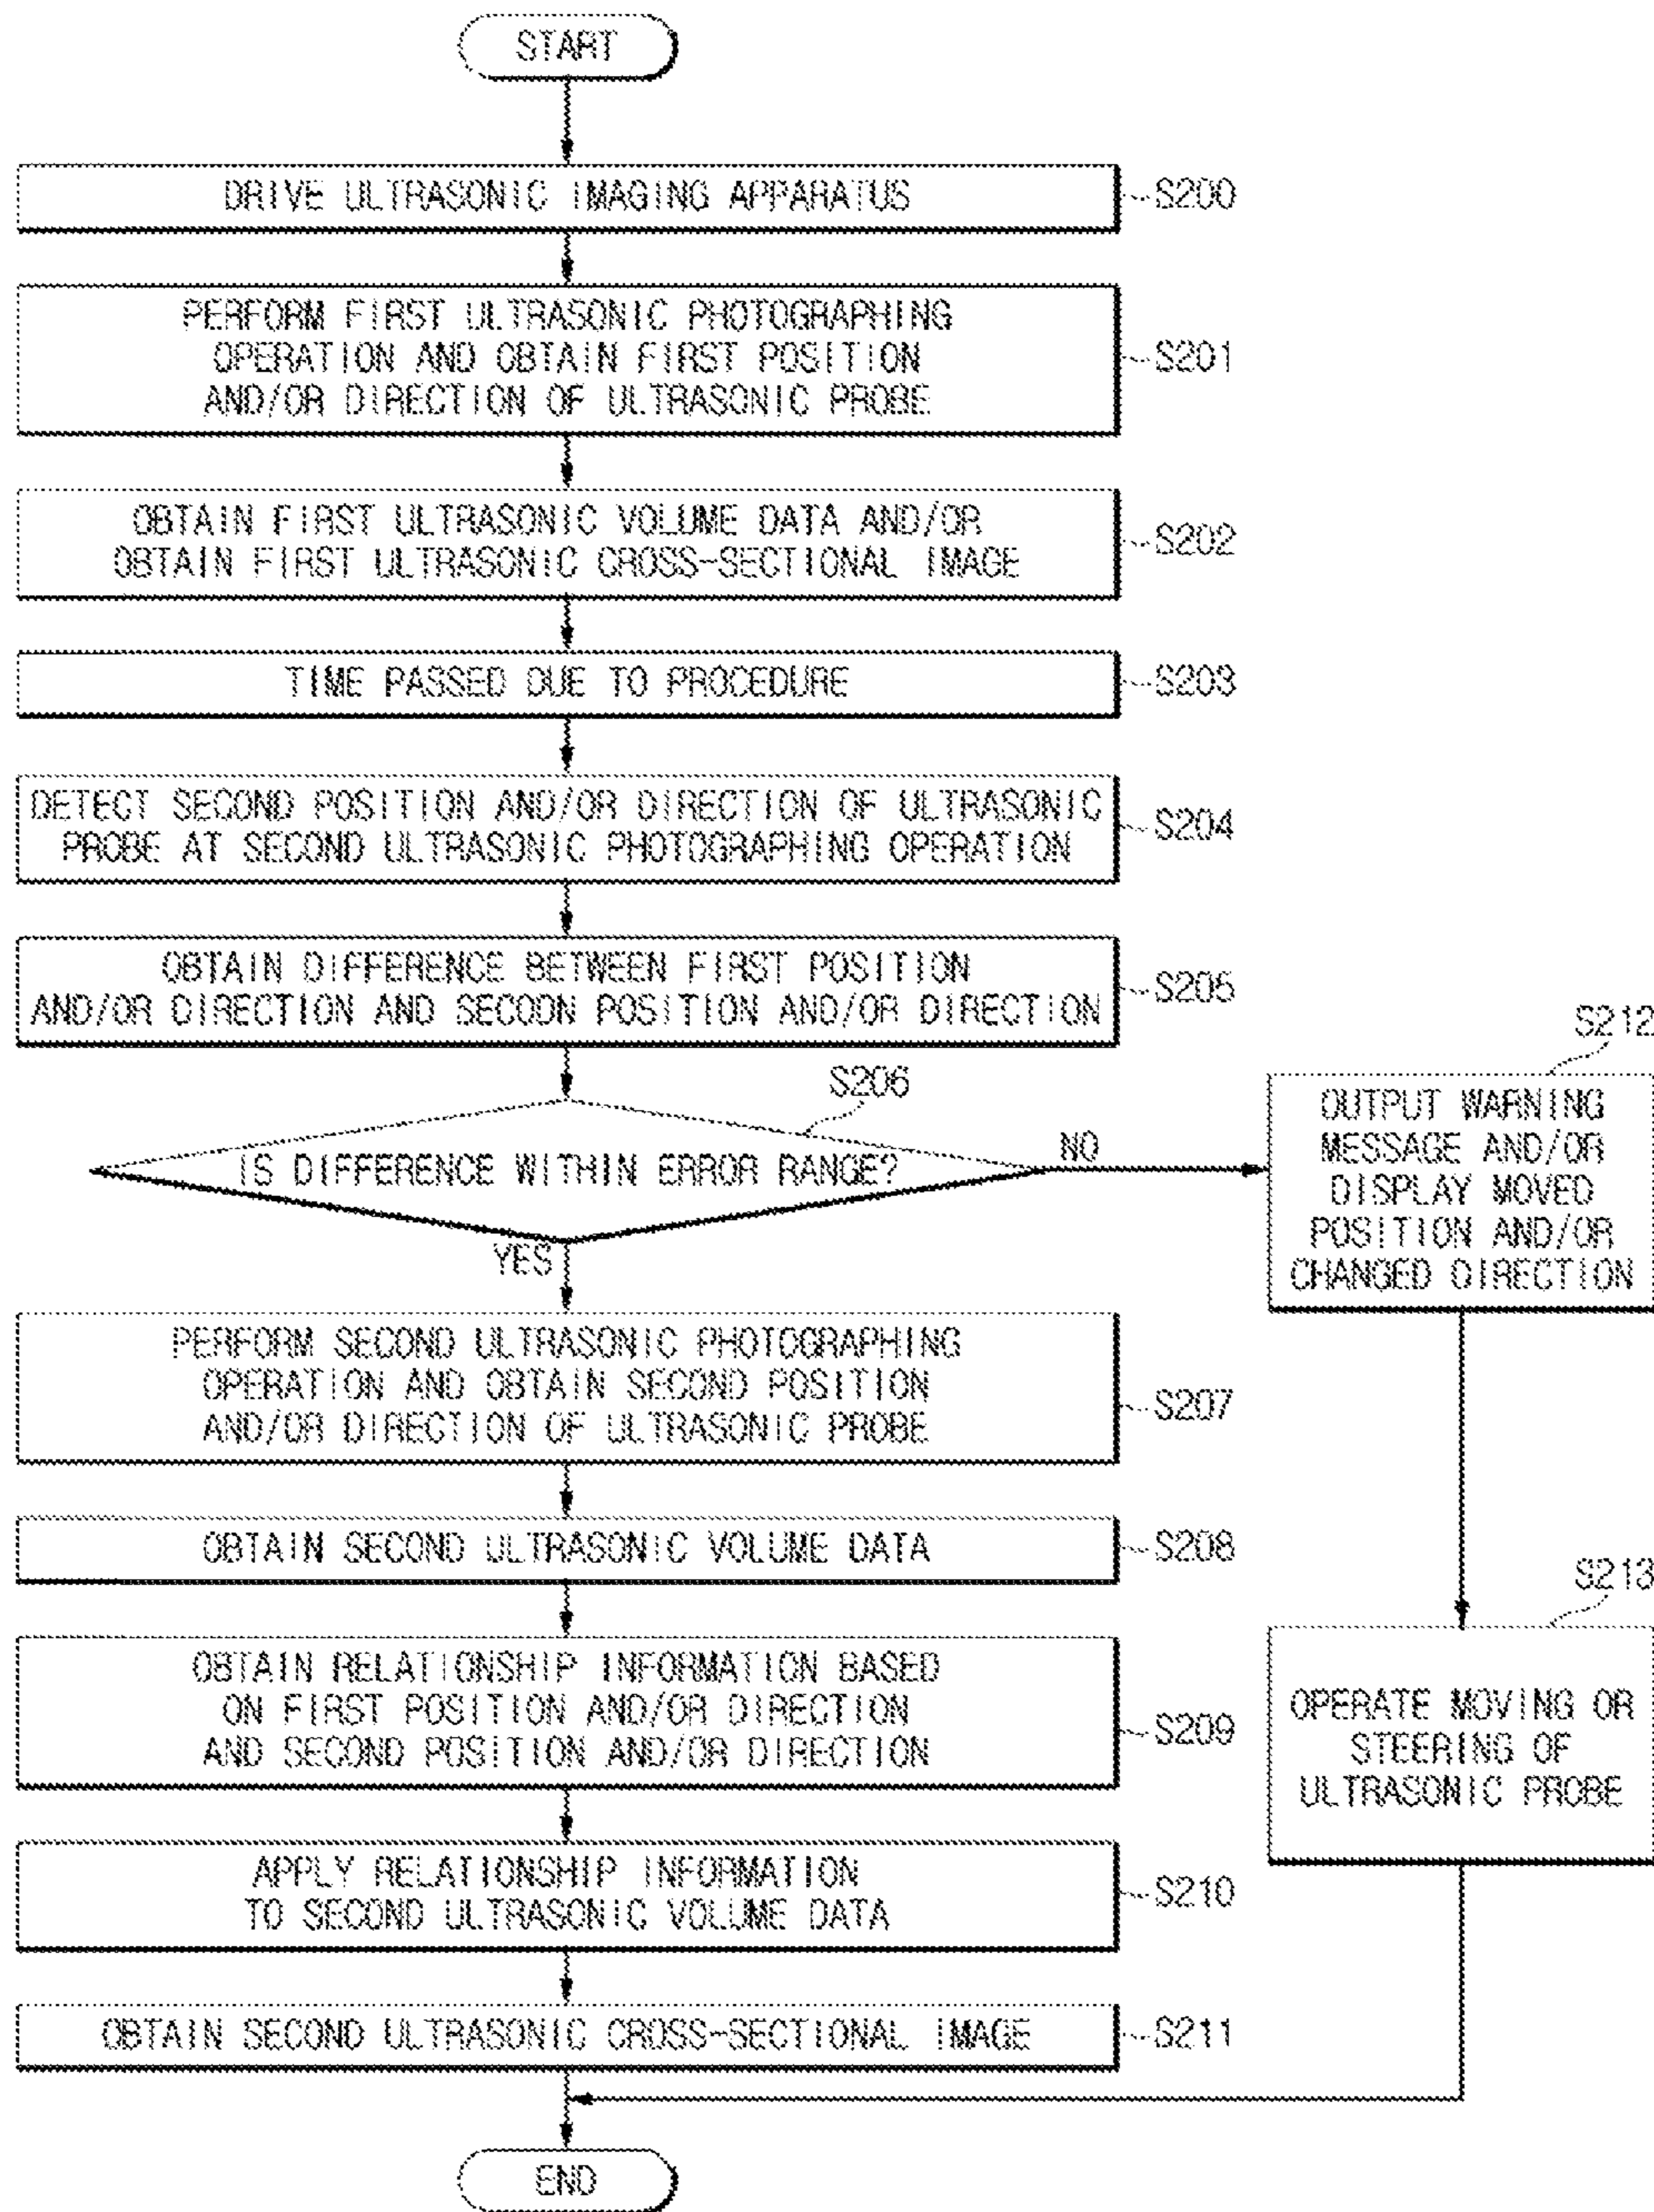 START
DRIVE ULTRASONIC IMAGING APPARATUS
S200
PERFORM FIRST ULTRASONIC PHOTOGRAPHING
OPERATION AND OBTAIN FIRST POSITION
AND/OR DIRECTION OF ULTRASONIC PROBE
S201
OBTAIN FIRST ULTRASONIC VOLUME DATA AND/OR
OBTAIN FIRST ULTRASONIC CROSS-SECTIONAL IMAGE
S202
TIME PASSED DUE TO PROCEDURE
S203
DETECT SECOND POSITION AND/OR DIRECTION OF ULTRASONIC
PROBE AT SECOND ULTRASONIC PHOTOGRAPHING OPERATION
S204
OBTAIN DIFFERENCE BETWEEN FIRST POSITION
AND/OR DIRECTION AND SECODN POSITION AND/OR DIRECTION
S205
S206
IS DIFFERENCE WITHIN ERROR RANGE?
NO
YES
S212
OUTPUT WARNING
MESSAGE AND/OR
DISPLAY MOVED
POSITION AND/OR
CHANGED DIRECTION
PERFORM SECOND ULTRASONIC PHOTOGRAPHING
OPERATION AND OBTAIN SECOND POSITION
AND/OR DIRECTION OF ULTRASONIC PROBE
S207
OBTAIN SECOND ULTRASONIC VOLUME DATA
S208
S213
OPERATE MOVING OR
STEERING OF
ULTRASONIC PROBE
OBTAIN RELATIONSHIP INFORMATION BASED
ON FIRST POSITION AND/OR DIRECTION
AND SECOND POSITION AND/OR DIRECTION
S209
APPLY RELATIONSHIP INFORMATION
TO SECOND ULTRASONIC VOLUME DATA
S210
OBTAIN SECOND ULTRASONIC CROSS-SECTIONAL IMAGE
S211
END